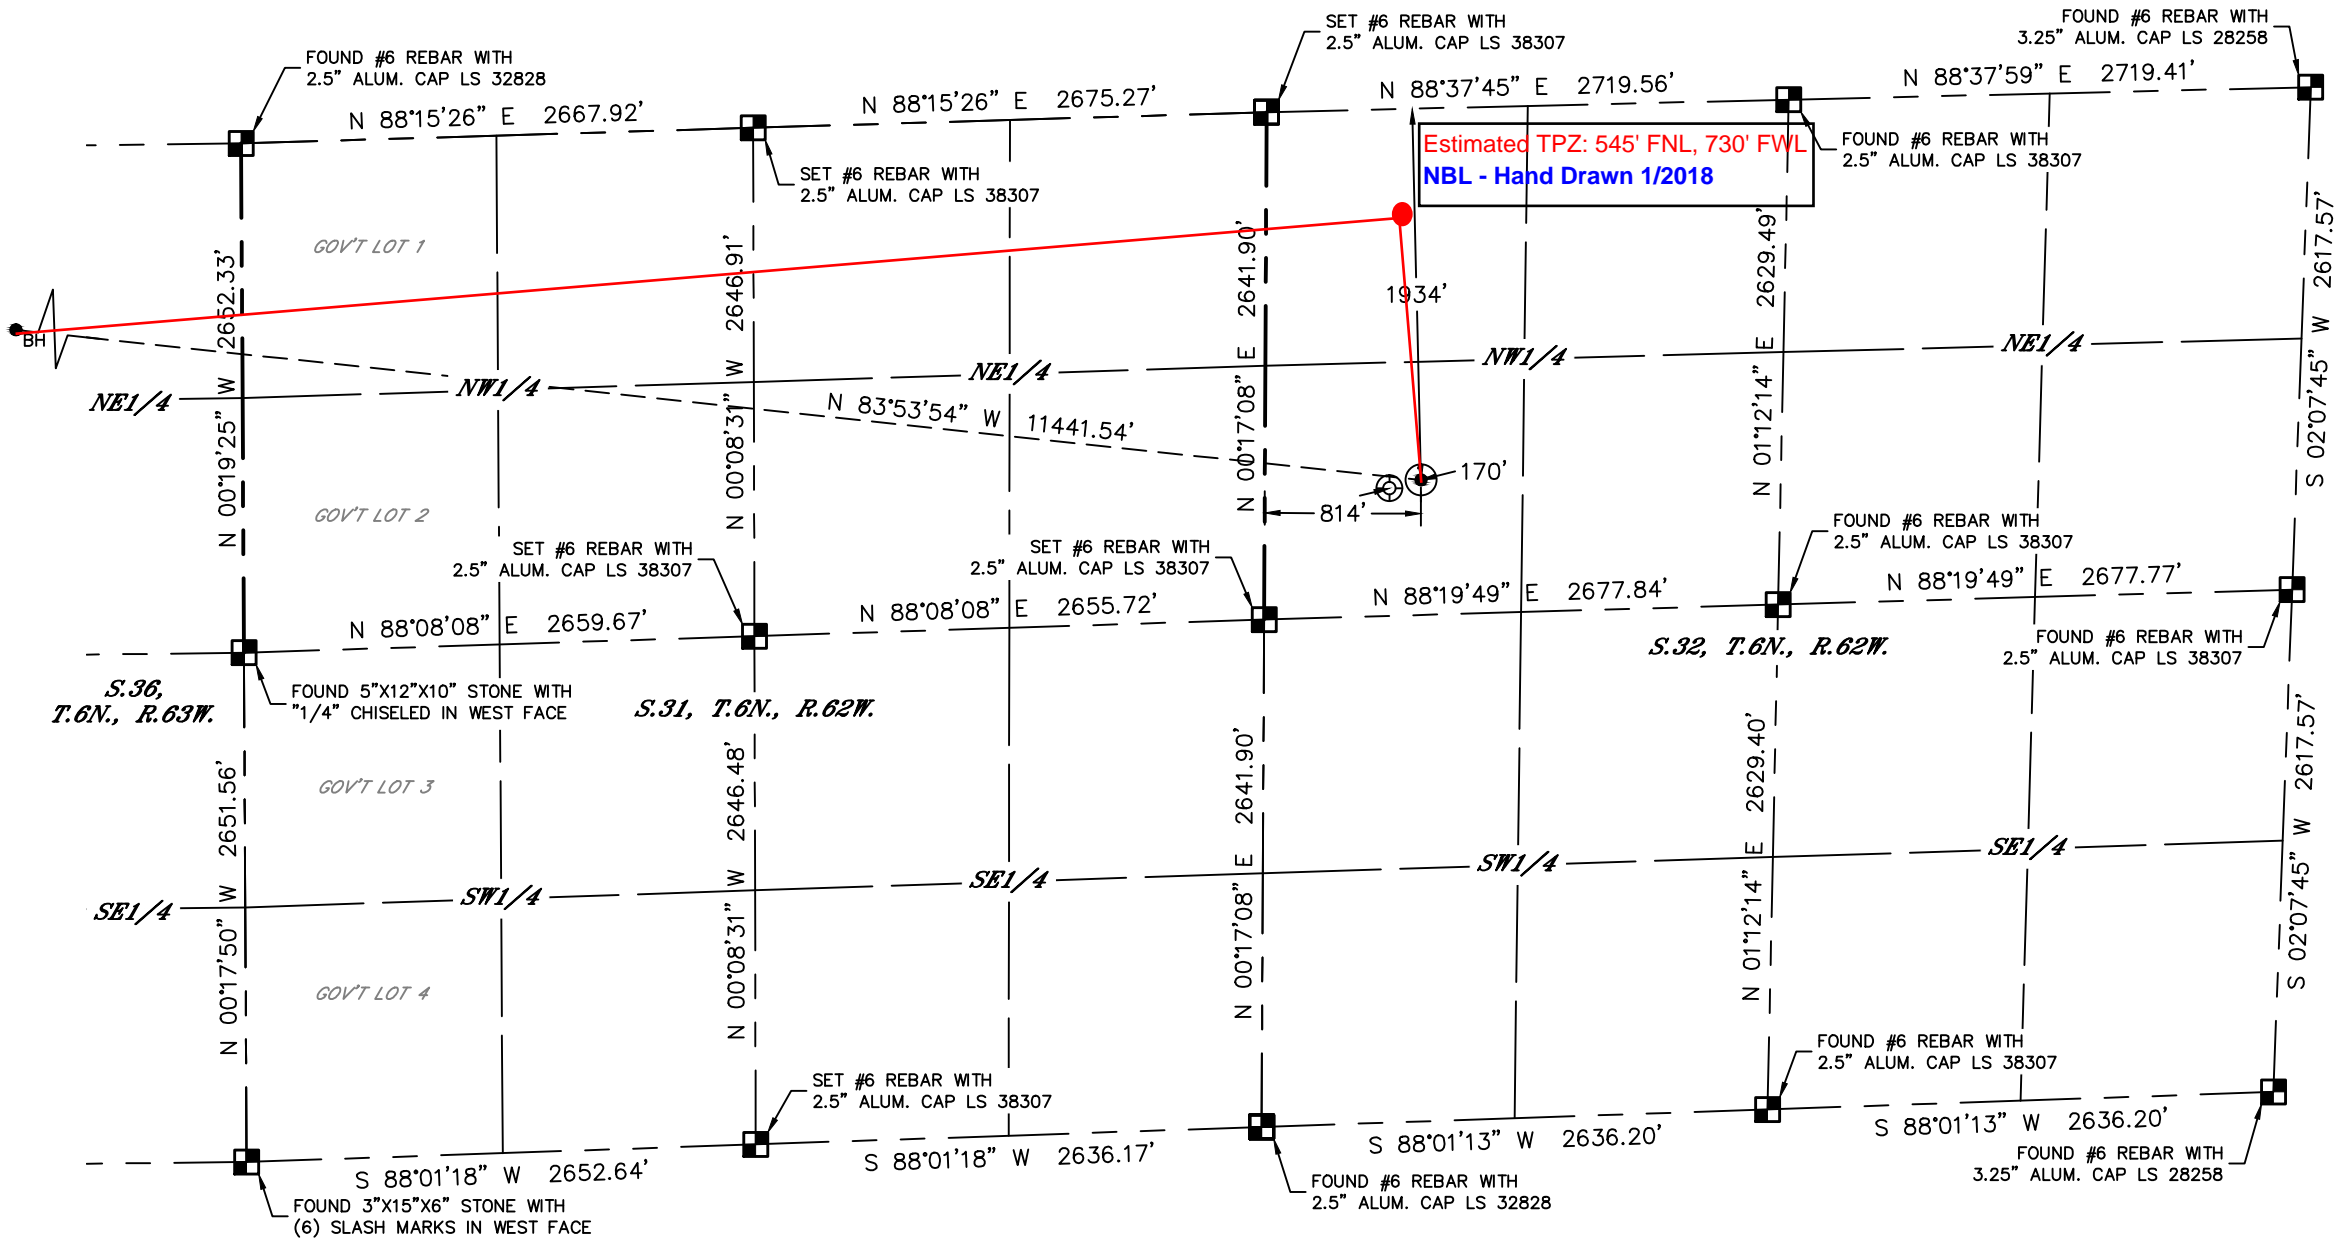 SET #6 REBAR WITH
2.5" ALUM. CAP LS 38307
FOUND #6 REBAR WITH
3.25" ALUM. CAP LS 28258
FOUND #6 REBAR WITH
2.5" ALUM. CAP LS 32828
N 88°15'26" E 2667.92'
N 88°15'26" E 2675.27'
N 88°37'45" E 2719.56'
N 88°37'59" E 2719.41'
Estimated TPZ: 545' FNL, 730' FWL
NBL - Hand Drawn 1/2018
FOUND #6 REBAR WITH
2.5" ALUM. CAP LS 38307
SET #6 REBAR WITH
2.5" ALUM. CAP LS 38307
GOV'T LOT 1
N 00°19'25" W 2652.33'
N 00°08'31" W 2646.91'
N 00°17'08" E 2641.90'
1934'
N 01°12'14" E 2629.49'
S 02°07'45" W 2617.57'
BH
NE1/4
NW1/4
NE1/4
NW1/4
NE1/4
N 83°53'54" W 11441.54'
170'
814'
GOV'T LOT 2
SET #6 REBAR WITH
2.5" ALUM. CAP LS 38307
SET #6 REBAR WITH
2.5" ALUM. CAP LS 38307
FOUND #6 REBAR WITH
2.5" ALUM. CAP LS 38307
N 88°08'08" E 2659.67'
N 88°08'08" E 2655.72'
N 88°19'49" E 2677.84'
N 88°19'49" E 2677.77'
FOUND #6 REBAR WITH
2.5" ALUM. CAP LS 38307
S.36,
T.6N., R.63W.
FOUND 5"X12"X10" STONE WITH
"1/4" CHISELED IN WEST FACE
S.31, T.6N., R.62W.
S.32, T.6N., R.62W.
GOV'T LOT 3
N 00°17'50" W 2651.56'
N 00°08'31" W 2646.48'
N 00°17'08" E 2641.90'
N 01°12'14" E 2629.40'
S 02°07'45" W 2617.57'
SE1/4
SW1/4
SE1/4
SW1/4
SE1/4
GOV'T LOT 4
SET #6 REBAR WITH
2.5" ALUM. CAP LS 38307
FOUND #6 REBAR WITH
2.5" ALUM. CAP LS 38307
S 88°01'18" W 2652.64'
S 88°01'18" W 2636.17'
S 88°01'13" W 2636.20'
S 88°01'13" W 2636.20'
FOUND #6 REBAR WITH
3.25" ALUM. CAP LS 28258
FOUND #6 REBAR WITH
2.5" ALUM. CAP LS 32828
FOUND 3"X15"X6" STONE WITH
(6) SLASH MARKS IN WEST FACE